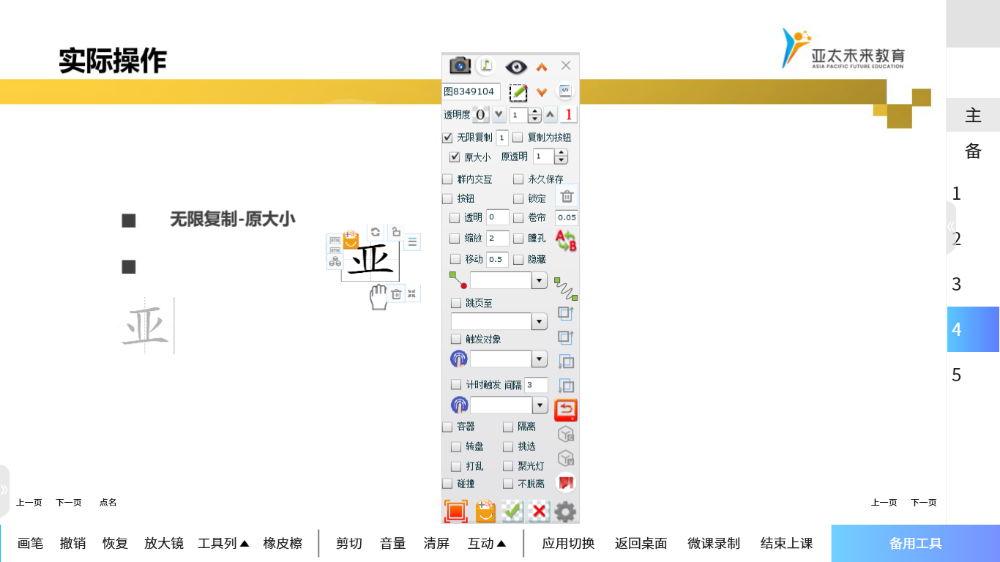 实际操作
亚太未来教育
ASIA PACIFIC FUTURE EDUCATION
图8349104
透明度 0 1 1
无限复制 1 复制为按钮
原大小 原透明 1
群内交互 永久保存
按钮 锁定
透明 0 卷帘 0.05
缩放 2 瞳孔
A B
移动 0.5 隐藏
跳页至
触发对象
计时触发 间隔 3
容器 隔离
转盘 挑选
打乱 聚光灯
碰撞 不脱离
无限复制-原大小
BTN
BTN
亚
亚
主
备
1
2
3
4
5
上一页 下一页 点名
上一页 下一页
画笔 撤销 恢复 放大镜 工具列▲ 橡皮檫 剪切 音量 清屏 互动▲ 应用切换 返回桌面 微课录制 结束上课 备用工具